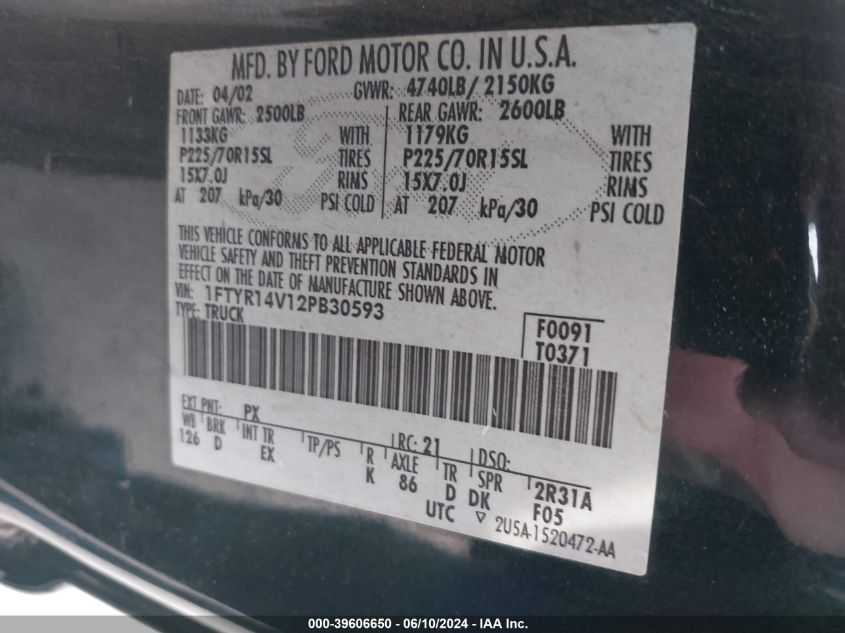 MFD. BY FORD MOTOR CO. IN U.S.A.
DATE: 04/02 GVWR: 4740LB/ 2150KG
FRONT GAWR: 2500LB REAR GAWR: 2600LB
1133KG WITH 1179KG WITH
P225/70R15SL TIRES P225/70R15SL TIRES
15X7.0J RIMS 15X7.0J RIMS
AT 207 kPa/30 PSI COLD AT 207 kPa/30 PSI COLD
THIS VEHICLE CONFORMS TO ALL APPLICABLE FEDERAL MOTOR
VEHICLE SAFETY AND THEFT PREVENTION STANDARDS IN
EFFECT ON THE DATE OF MANUFACTURE SHOWN ABOVE.
VIN: 1FTYR14V12PB30593
TYPE: TRUCK
F0091
T0371
EXT PNT: PX RC: 21 DSO:
WB BRK INT TR TP/PS R AXLE TR SPR 2R31A
126 D EX K 86 D DK F05
UTC ▽ 2USA-1520472-AA
000-39606650 - 06/10/2024 - IAA Inc.